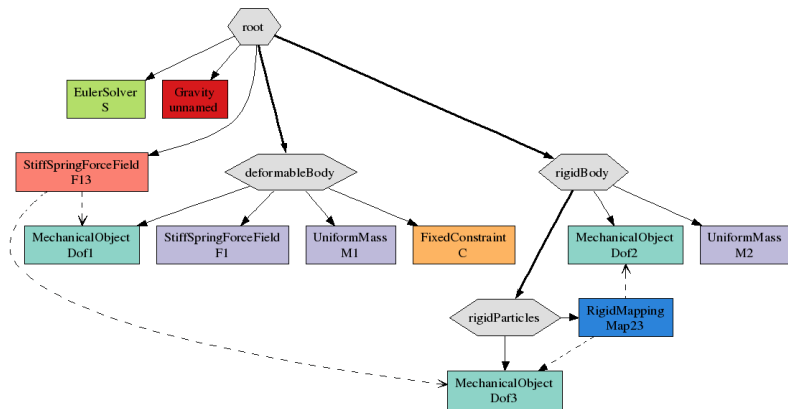 root
EulerSolver
S
Gravity
unnamed
StiffSpringForceField
F13
deformableBody
rigidBody
MechanicalObject
Dof1
StiffSpringForceField
F1
UniformMass
M1
FixedConstraint
C
MechanicalObject
Dof2
UniformMass
M2
rigidParticles
RigidMapping
Map23
MechanicalObject
Dof3